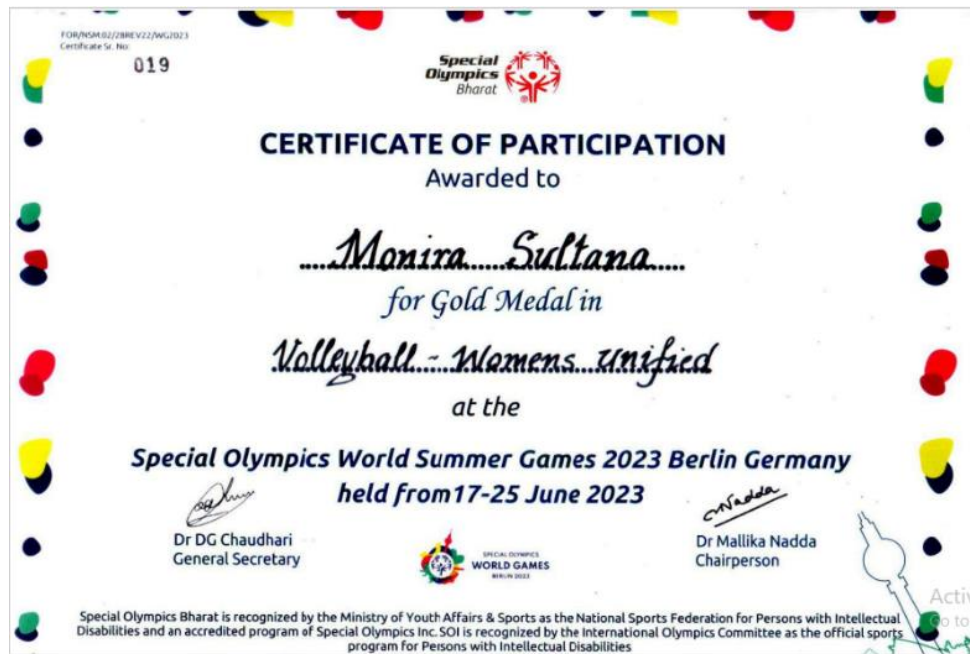 FOR/NSM.02/28REV22/WG2023
Certificate Sr. No:
019
Special
Olympics
Bharat
CERTIFICATE OF PARTICIPATION
Awarded to
Monira Sultana
for Gold Medal in
Volleyball - Womens unified
at the
Special Olympics World Summer Games 2023 Berlin Germany
held from 17-25 June 2023
Nadda
Dr DG Chaudhari
General Secretary
SPECIAL OLYMPICS
WORLD GAMES
BERLIN 2023
Dr Mallika Nadda
Chairperson
Special Olympics Bharat is recognized by the Ministry of Youth Affairs & Sports as the National Sports Federation for Persons with Intellectual
Disabilities and an accredited program of Special Olympics Inc. SOI is recognized by the International Olympics Committee as the official sports
program for Persons with Intellectual Disabilities